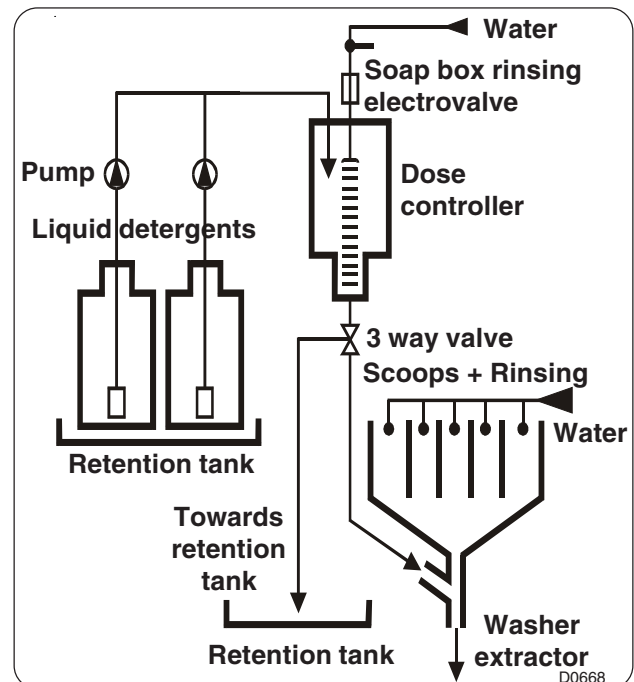 Water
Soap box rinsing
electrovalve
Pump
Dose
controller
Liquid detergents
3 way valve
Scoops + Rinsing
Water
Retention tank
Towards
retention
tank
Retention tank
Washer
extractor
D0668